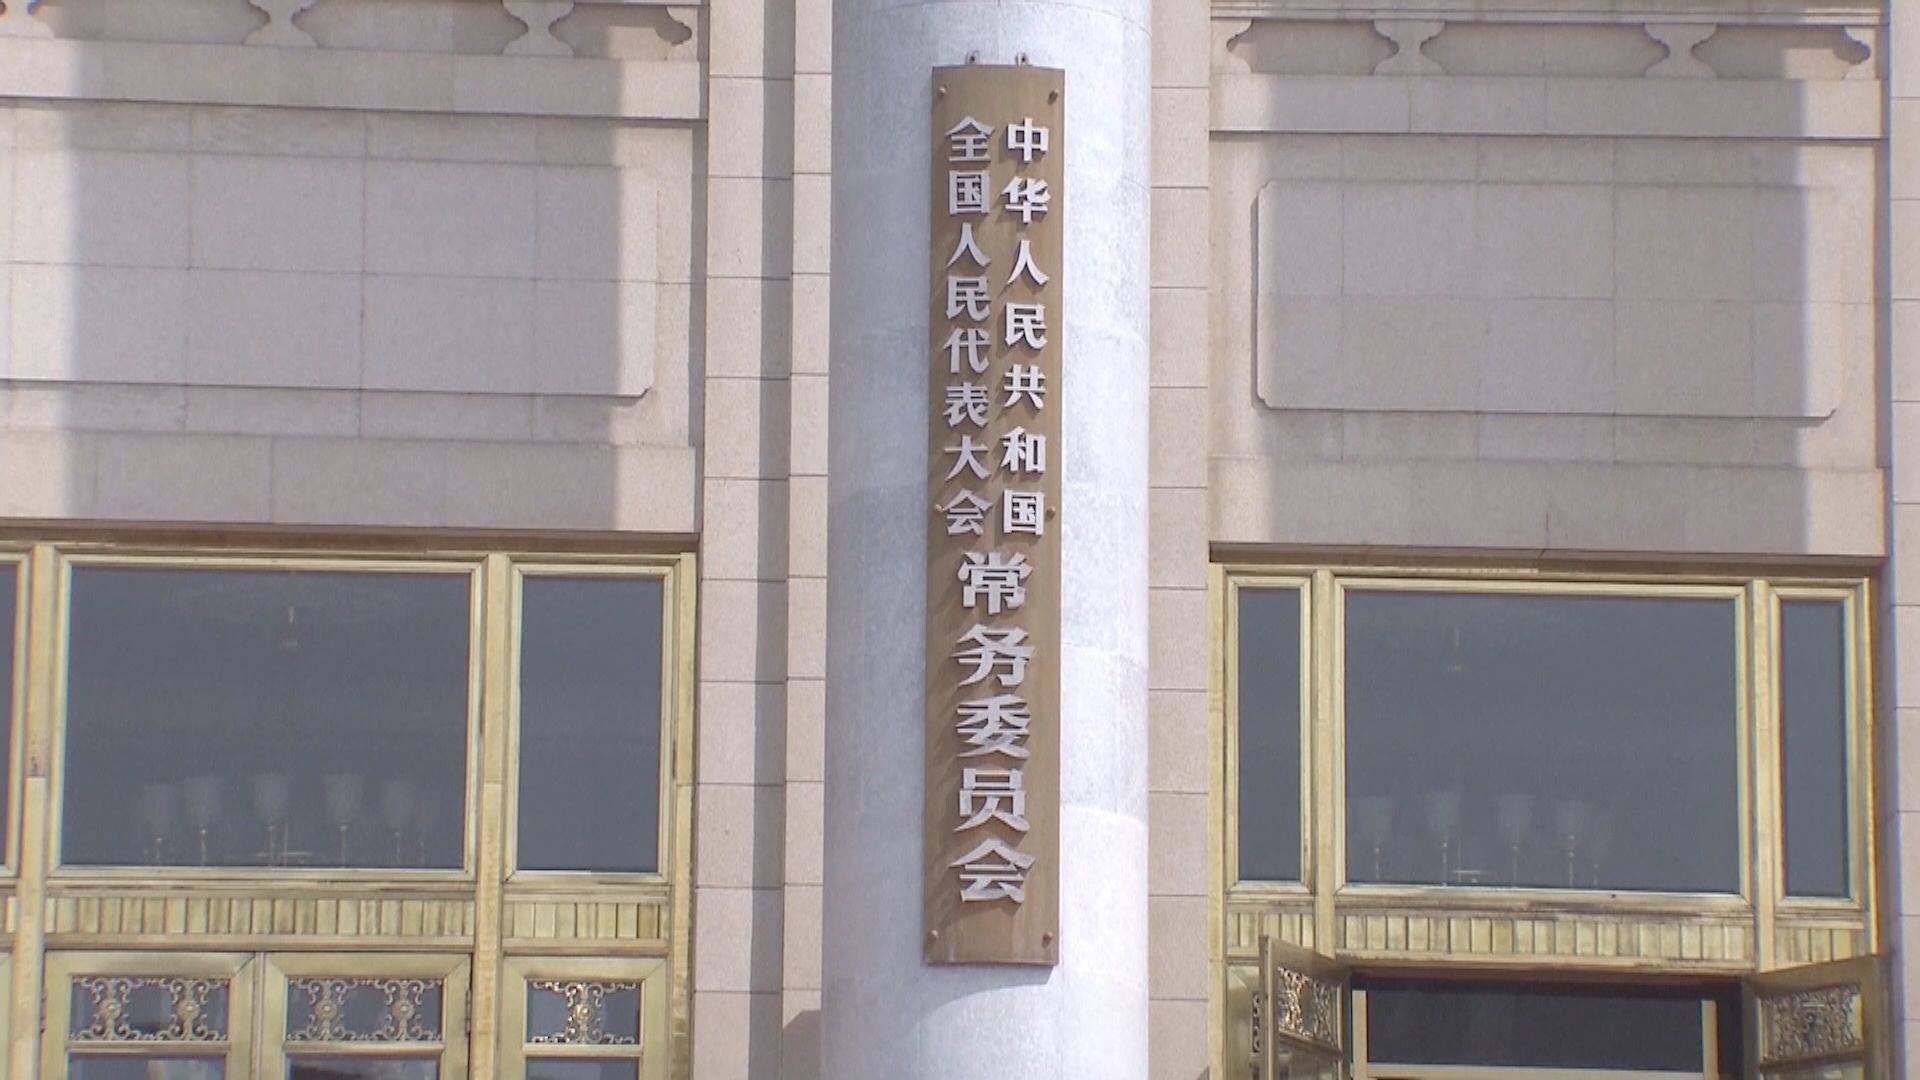 中华人民共和国
全国人民代表大会
常务委员会